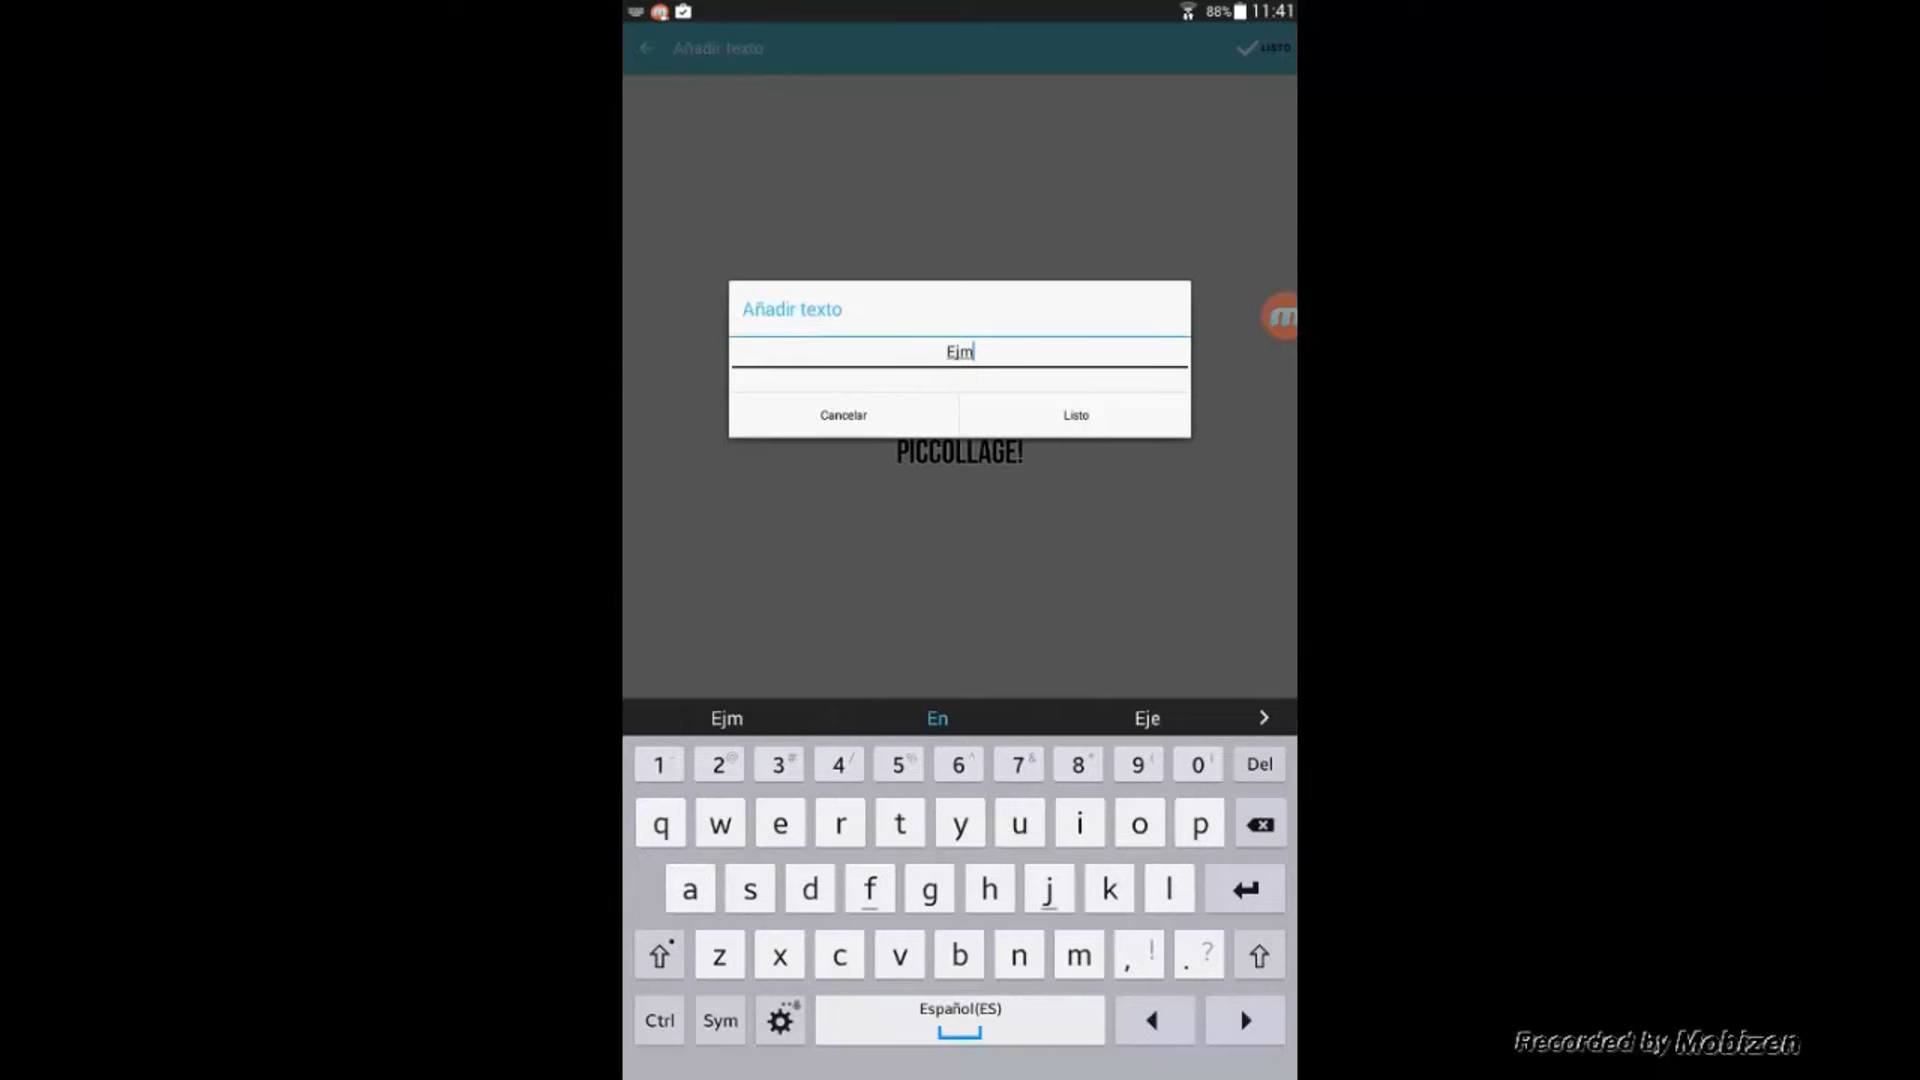 88% 11:41
Añadir texto LISTO
Añadir texto
Ejm
Cancelar Listo
PICCOLLAGE!
Ejm En Eje
1 2 @ 3 # 4 / 5 % 6 ^ 7 & 8 * 9 ( 0 Del
q w e r t y u i o p
a s d f g h j k l
z x c v b n m , ! . ?
Ctrl Sym Español(ES)
Recorded by Mobizen